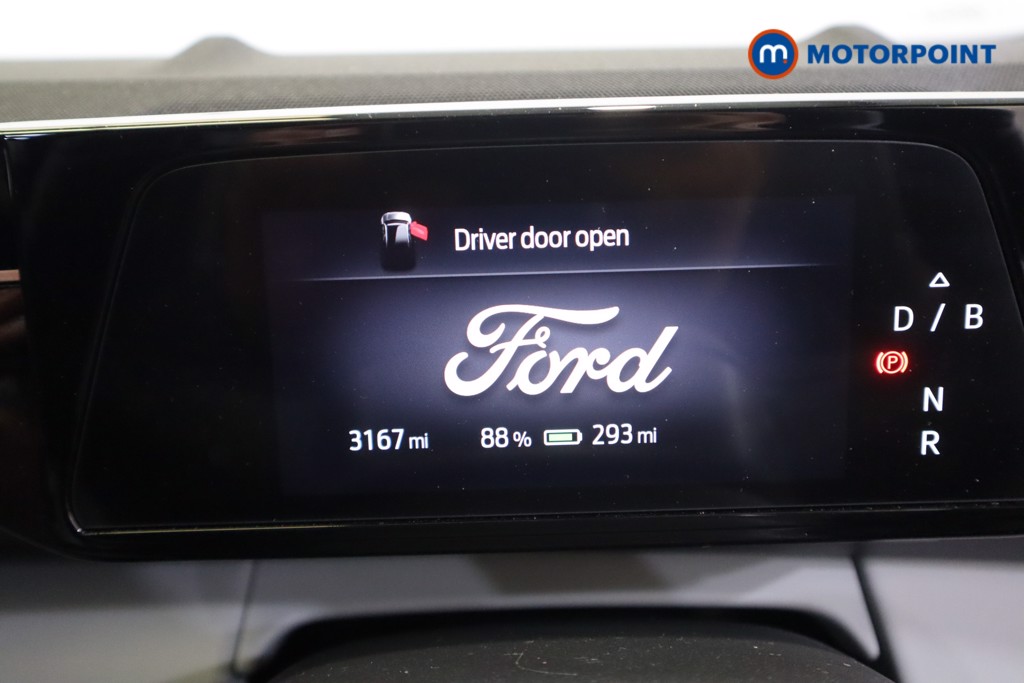 m MOTORPOINT
Driver door open
D / B
Ford
P
N
3167 mi 88 % 293 mi
R